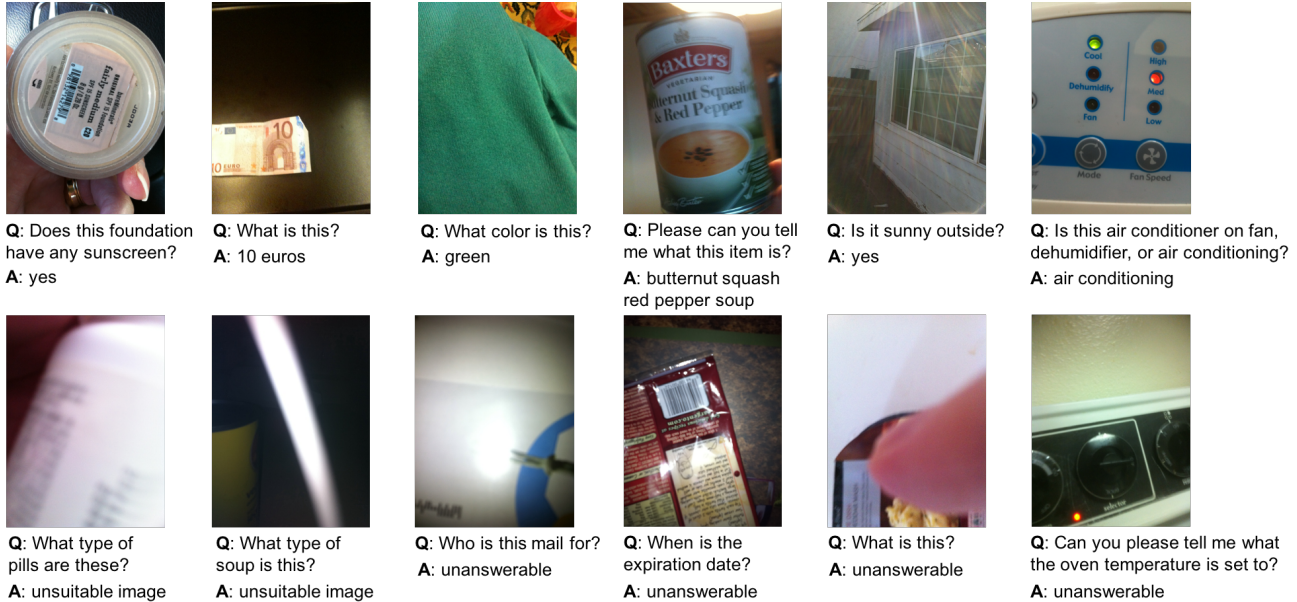 fairly medium
10
10 EURO
Baxters
VEGETARIAN
Butternut Squash
& Red Pepper
Cool
High
Dehumidify
Med
Fan
Low
Mode
Fan Speed
Q: Does this foundation
have any sunscreen?
A: yes
Q: What is this?
A: 10 euros
Q: What color is this?
A: green
Q: Please can you tell
me what this item is?
A: butternut squash
red pepper soup
Q: Is it sunny outside?
A: yes
Q: Is this air conditioner on fan,
dehumidifier, or air conditioning?
A: air conditioning
selector
Q: What type of
pills are these?
A: unsuitable image
Q: What type of
soup is this?
A: unsuitable image
Q: Who is this mail for?
A: unanswerable
Q: When is the
expiration date?
A: unanswerable
Q: What is this?
A: unanswerable
Q: Can you please tell me what
the oven temperature is set to?
A: unanswerable